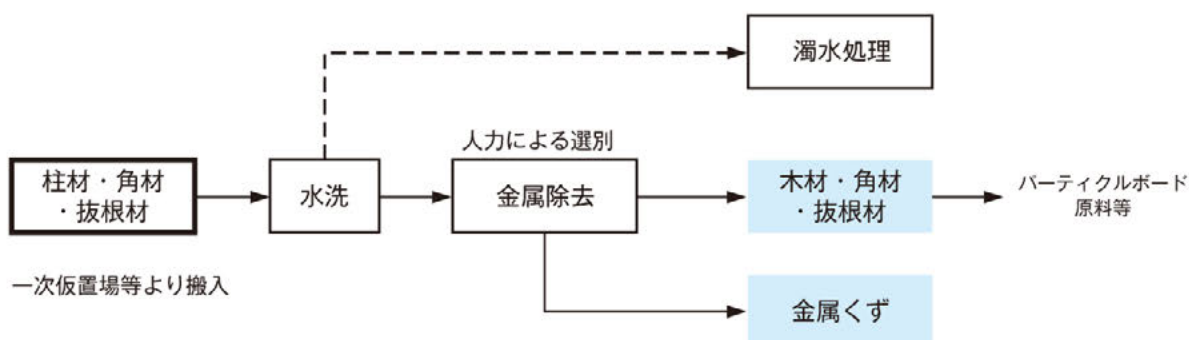 濁水処理
人力による選別
柱材・角材
・抜根材
水洗
金属除去
木材・角材
・抜根材
パーティクルボード
原料等
一次仮置場等より搬入
金属くず